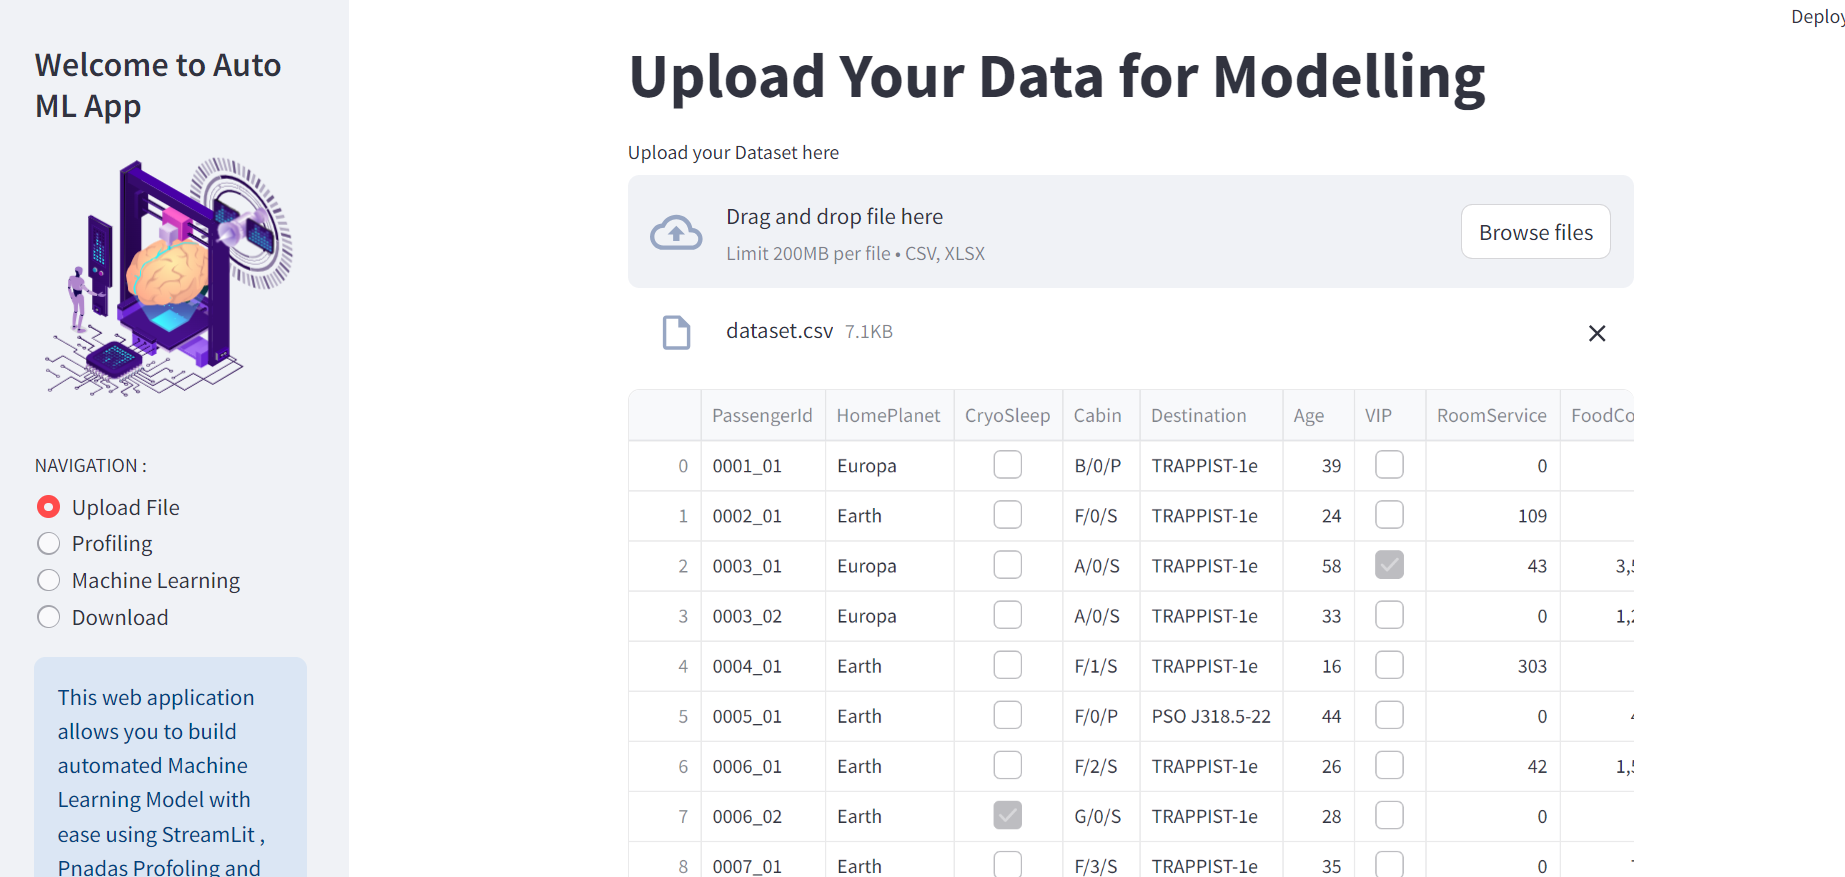 Deploy
Welcome to Auto
ML App
NAVIGATION :
Upload File
Profiling
Machine Learning
Download
This web application
allows you to build
automated Machine
Learning Model with
ease using StreamLit ,
Pnadas Profoling and
Upload Your Data for Modelling
Upload your Dataset here
Drag and drop file here
Limit 200MB per file • CSV, XLSX
Browse files
dataset.csv 7.1KB
PassengerId HomePlanet CryoSleep Cabin Destination Age VIP RoomService FoodCo
0 0001_01 Europa B/0/P TRAPPIST-1e 39 0
1 0002_01 Earth F/0/S TRAPPIST-1e 24 109
2 0003_01 Europa A/0/S TRAPPIST-1e 58 43 3,5
3 0003_02 Europa A/0/S TRAPPIST-1e 33 0 1,2
4 0004_01 Earth F/1/S TRAPPIST-1e 16 303
5 0005_01 Earth F/0/P PSO J318.5-22 44 0
6 0006_01 Earth F/2/S TRAPPIST-1e 26 42 1,5
7 0006_02 Earth G/0/S TRAPPIST-1e 28 0
8 0007_01 Earth F/3/S TRAPPIST-1e 35 0